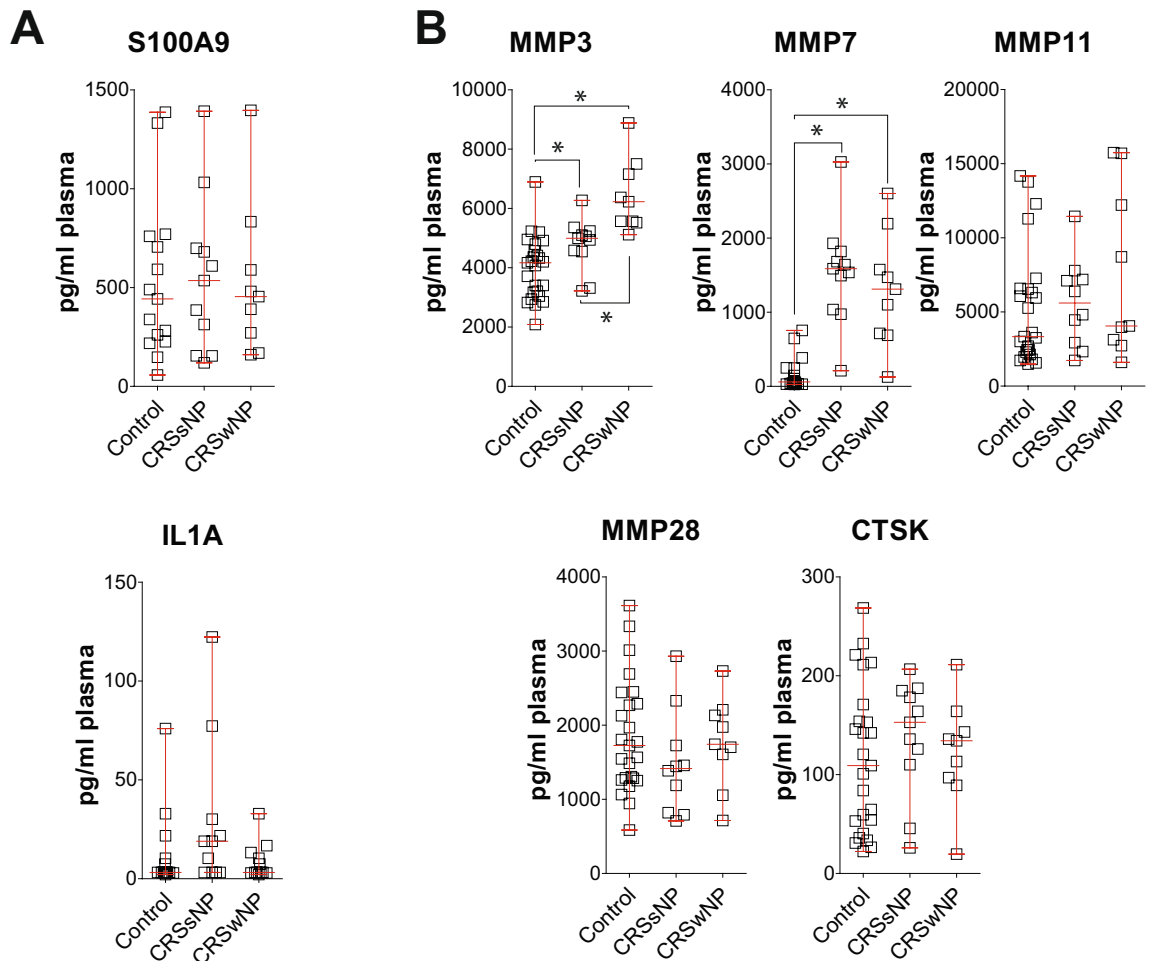 A
B
S100A9
pg/ml plasma
1500
1000
500
0
Control
CRSsNP
CRSwNP
MMP3
pg/ml plasma
10000
8000
6000
4000
2000
0
*
*
*
Control
CRSsNP
CRSwNP
MMP7
pg/ml plasma
4000
3000
2000
1000
0
*
*
Control
CRSsNP
CRSwNP
MMP11
pg/ml plasma
20000
15000
10000
5000
0
Control
CRSsNP
CRSwNP
IL1A
pg/ml plasma
150
100
50
0
Control
CRSsNP
CRSwNP
MMP28
pg/ml plasma
4000
3000
2000
1000
0
Control
CRSsNP
CRSwNP
CTSK
pg/ml plasma
300
200
100
0
Control
CRSsNP
CRSwNP